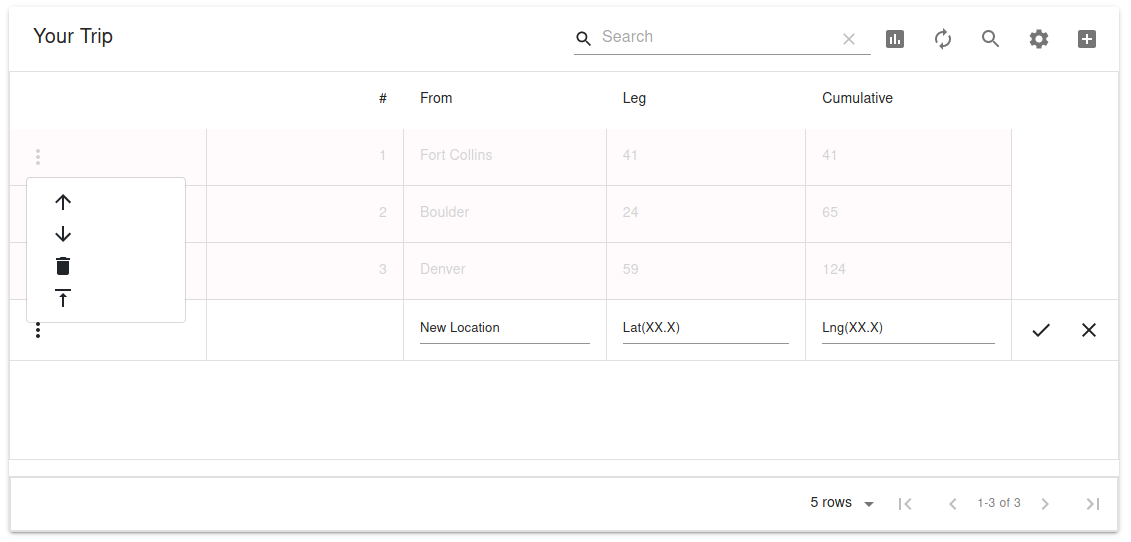 Your Trip
Search
# From Leg Cumulative
1 Fort Collins 41 41
2 Boulder 24 65
3 Denver 59 124
New Location Lat(XX.X) Lng(XX.X)
5 rows 1-3 of 3